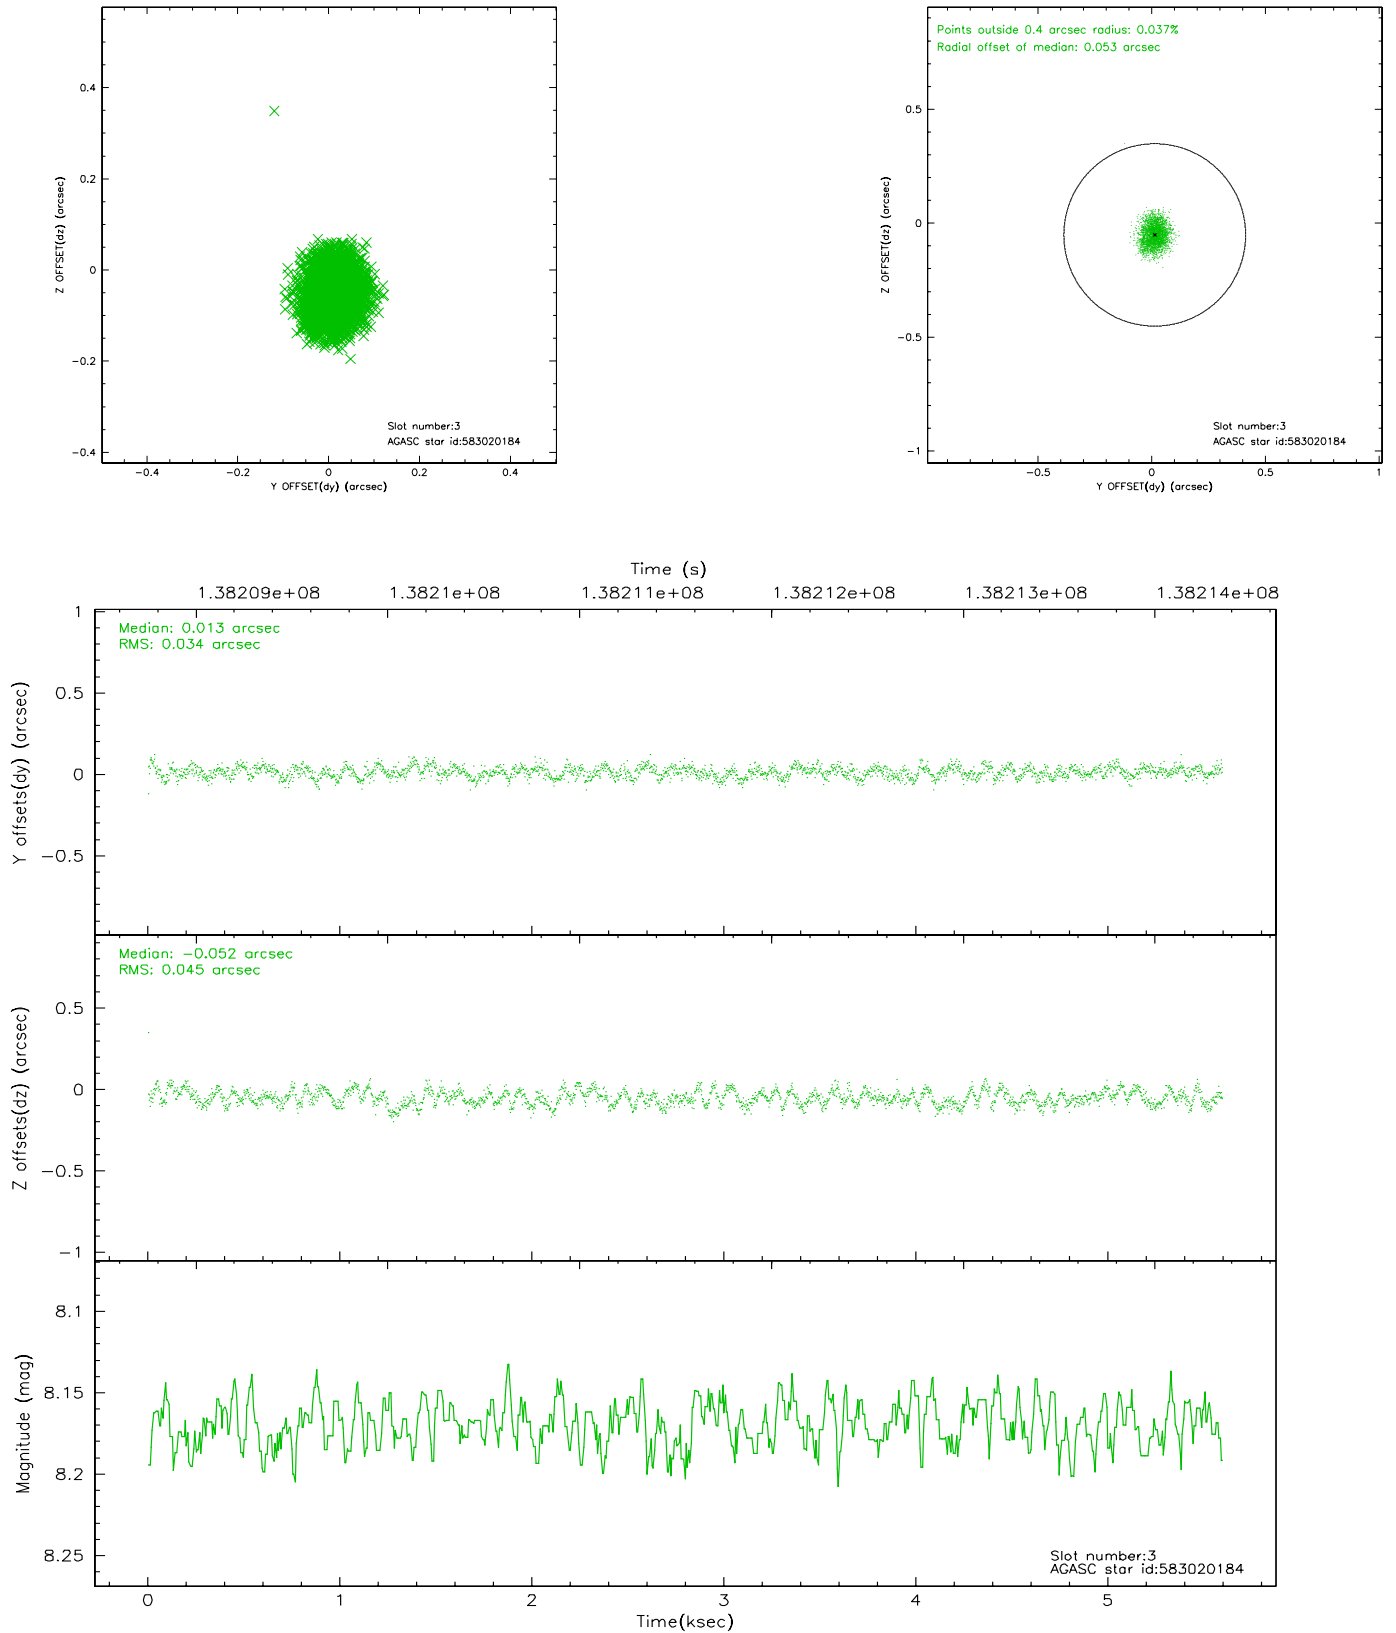 0.4
0.2
0
−0.2
−0.4
Z OFFSET(dz) (arcsec)
−0.4 −0.2 0 0.2 0.4
Y OFFSET(dy) (arcsec)
Slot number:3
AGASC star id:583020184
Points outside 0.4 arcsec radius: 0.037%
Radial offset of median: 0.053 arcsec
0.5
0
−0.5
−1
Z OFFSET(dz) (arcsec)
−0.5 0 0.5 1
Y OFFSET(dy) (arcsec)
Slot number:3
AGASC star id:583020184
Time (s)
1.38209e+08 1.3821e+08 1.38211e+08 1.38212e+08 1.38213e+08 1.38214e+08
Median: 0.013 arcsec
RMS: 0.034 arcsec
1
0.5
0
−0.5
Y offsets(dy) (arcsec)
Median: −0.052 arcsec
RMS: 0.045 arcsec
0.5
0
−0.5
−1
Z offsets(dz) (arcsec)
8.1
8.15
8.2
8.25
Magnitude (mag)
Slot number:3
AGASC star id:583020184
0 1 2 3 4 5
Time(ksec)